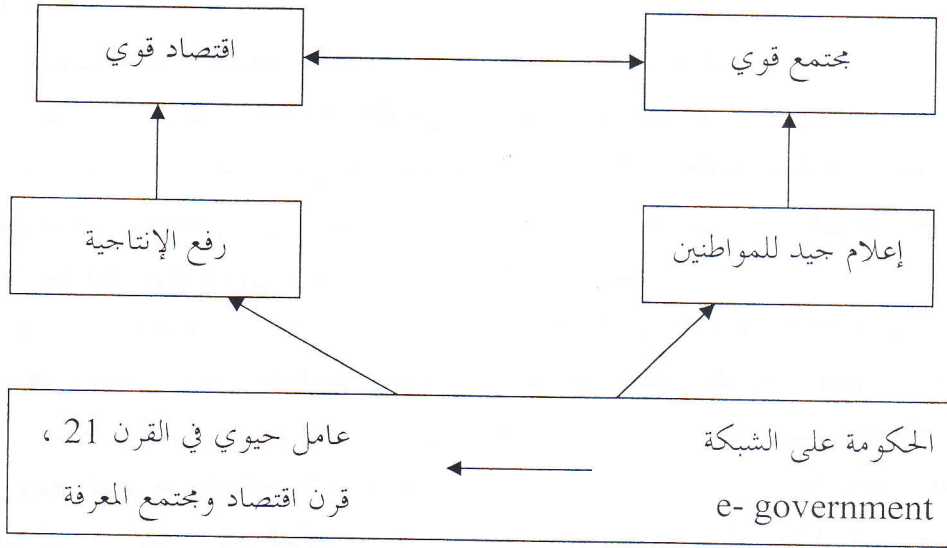 مجتمع قوي
اقتصاد قوي
إعلام جيد للمواطنين
رفع الإنتاجية
الحكومة على الشبكة
e- government
عامل حيوي في القرن 21 ،
قرن اقتصاد ومجتمع المعرفة